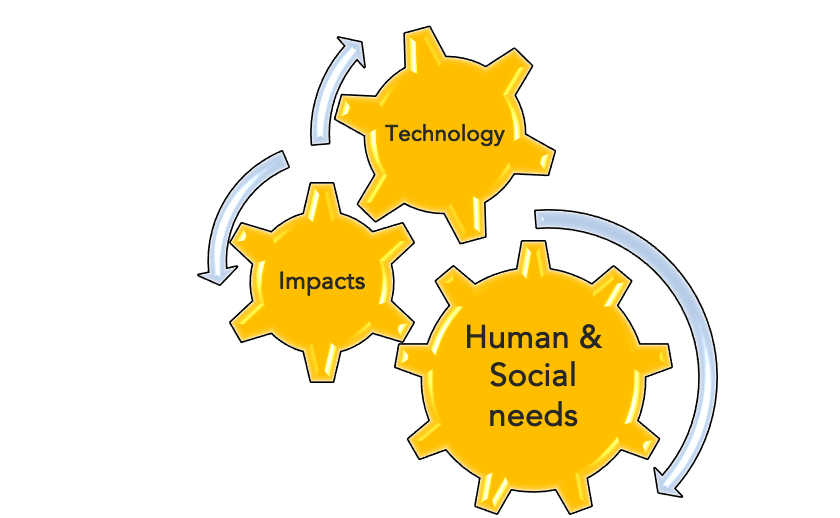 Technology
Impacts
Human &
Social
needs